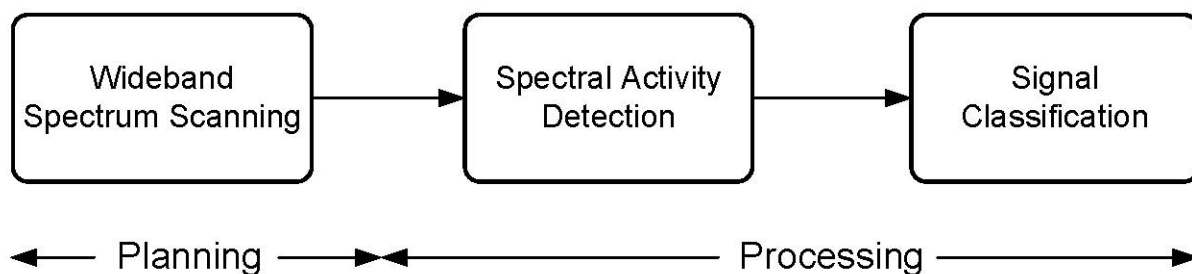 Wideband
Spectrum Scanning
Spectral Activity
Detection
Signal
Classification
Planning
Processing